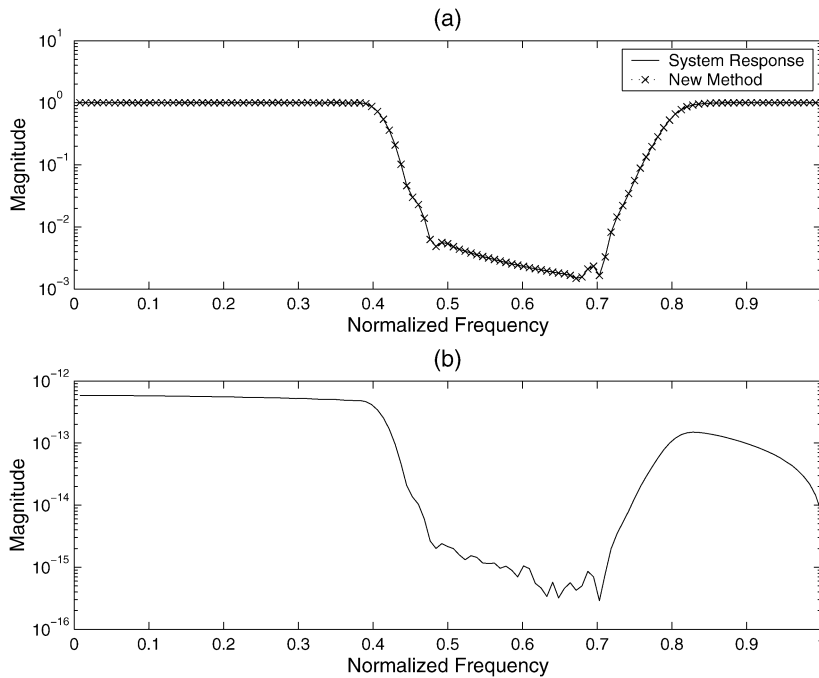 (a)
10^1
10^0
10^-1
10^-2
10^-3
Magnitude
System Response
New Method
0 0.1 0.2 0.3 0.4 0.5 0.6 0.7 0.8 0.9
Normalized Frequency
(b)
10^-12
10^-13
10^-14
10^-15
10^-16
Magnitude
0 0.1 0.2 0.3 0.4 0.5 0.6 0.7 0.8 0.9
Normalized Frequency